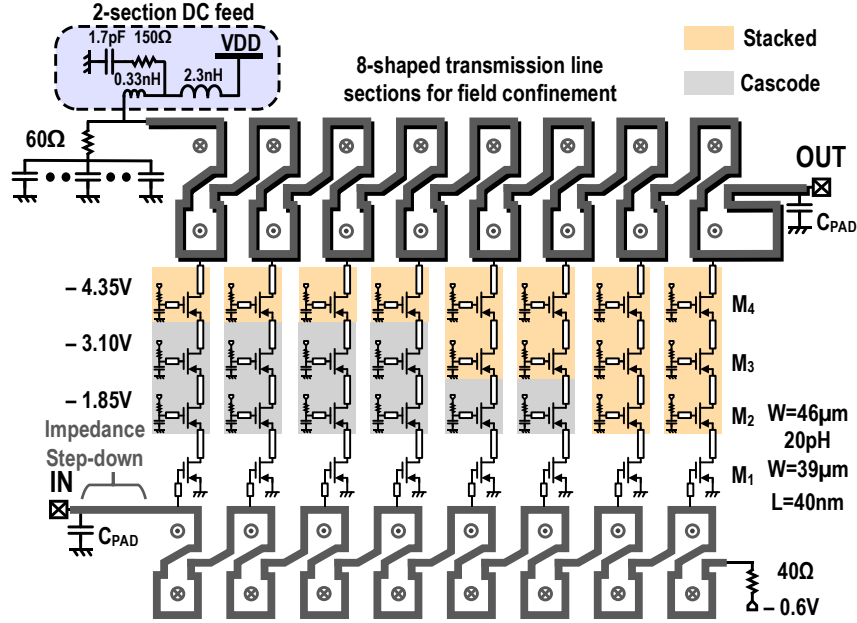 2-section DC feed
1.7pF 150Ω
VDD
0.33nH
2.3nH
8-shaped transmission line
sections for field confinement
Stacked
Cascode
60Ω
OUT
CPAD
– 4.35V
M4
– 3.10V
M3
– 1.85V
M2 W=46µm
20pH
Impedance
Step-down
M1 W=39µm
IN
L=40nm
CPAD
40Ω
– 0.6V